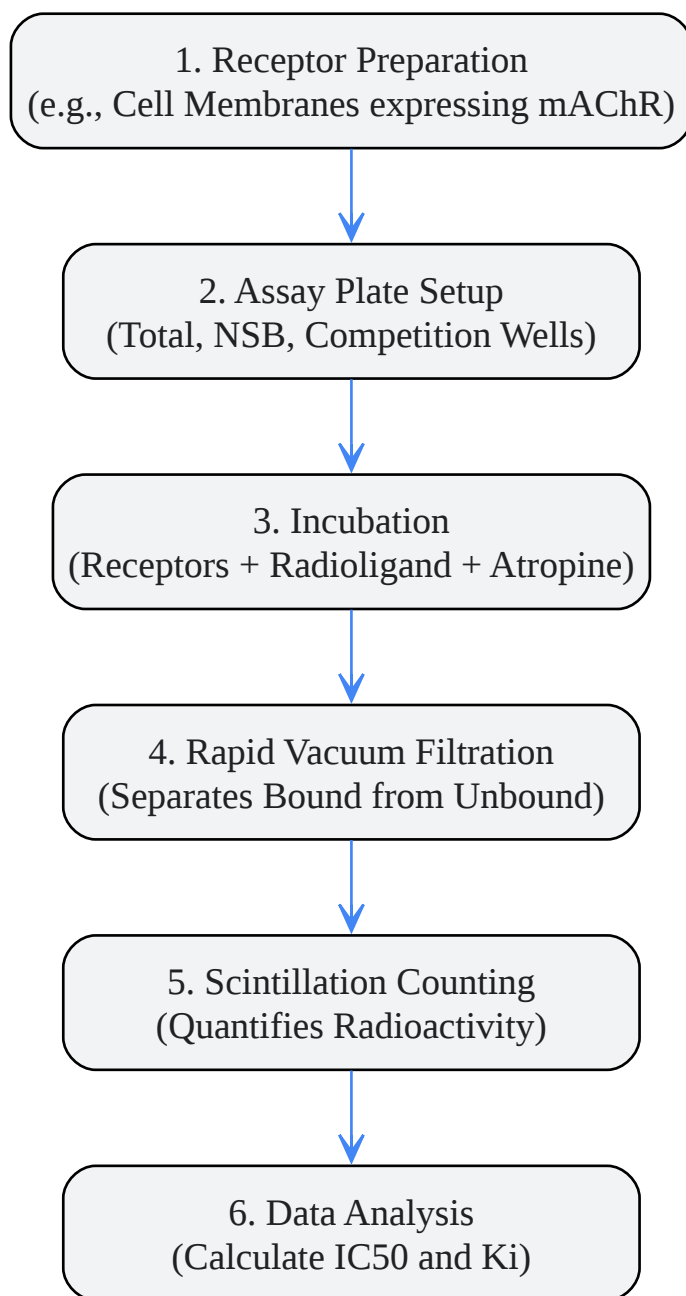 1. Receptor Preparation
(e.g., Cell Membranes expressing mAChR)
2. Assay Plate Setup
(Total, NSB, Competition Wells)
3. Incubation
(Receptors + Radioligand + Atropine)
4. Rapid Vacuum Filtration
(Separates Bound from Unbound)
5. Scintillation Counting
(Quantifies Radioactivity)
6. Data Analysis
(Calculate IC50 and Ki)